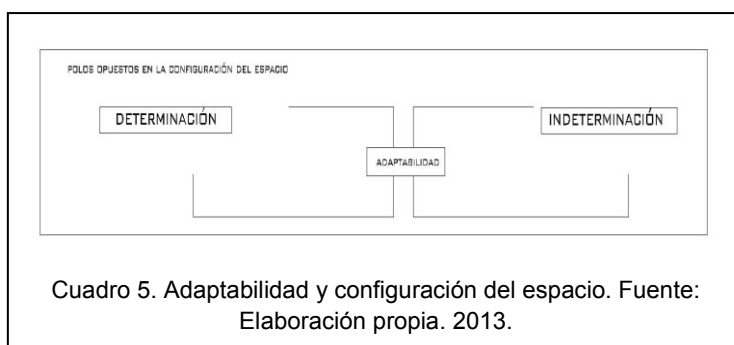 POLOS OPUESTOS EN LA CONFIGURACIÓN DEL ESPACIO
DETERMINACIÓN
INDETERMINACIÓN
ADAPTABILIDAD
Cuadro 5. Adaptabilidad y configuración del espacio. Fuente:
Elaboración propia. 2013.